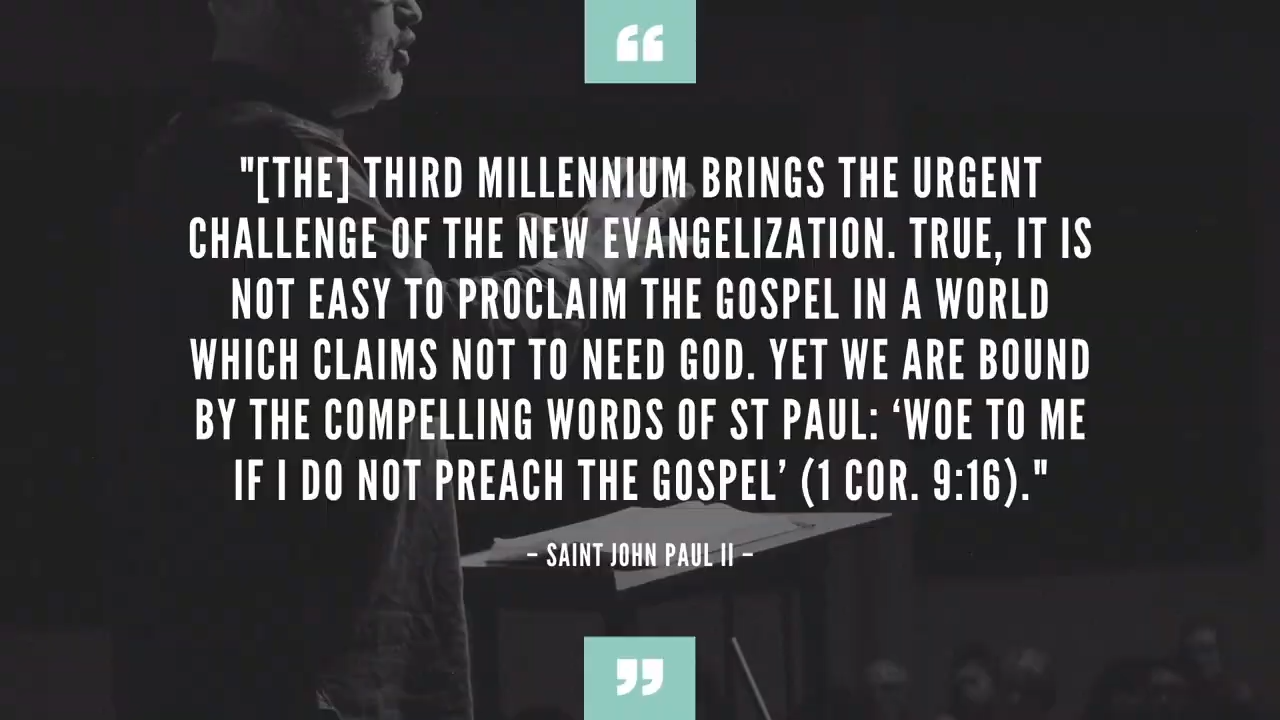 “
"[THE] THIRD MILLENNIUM BRINGS THE URGENT
CHALLENGE OF THE NEW EVANGELIZATION. TRUE, IT IS
NOT EASY TO PROCLAIM THE GOSPEL IN A WORLD
WHICH CLAIMS NOT TO NEED GOD. YET WE ARE BOUND
BY THE COMPELLING WORDS OF ST PAUL: ‘WOE TO ME
IF I DO NOT PREACH THE GOSPEL’ (1 COR. 9:16)."
– SAINT JOHN PAUL II –
”